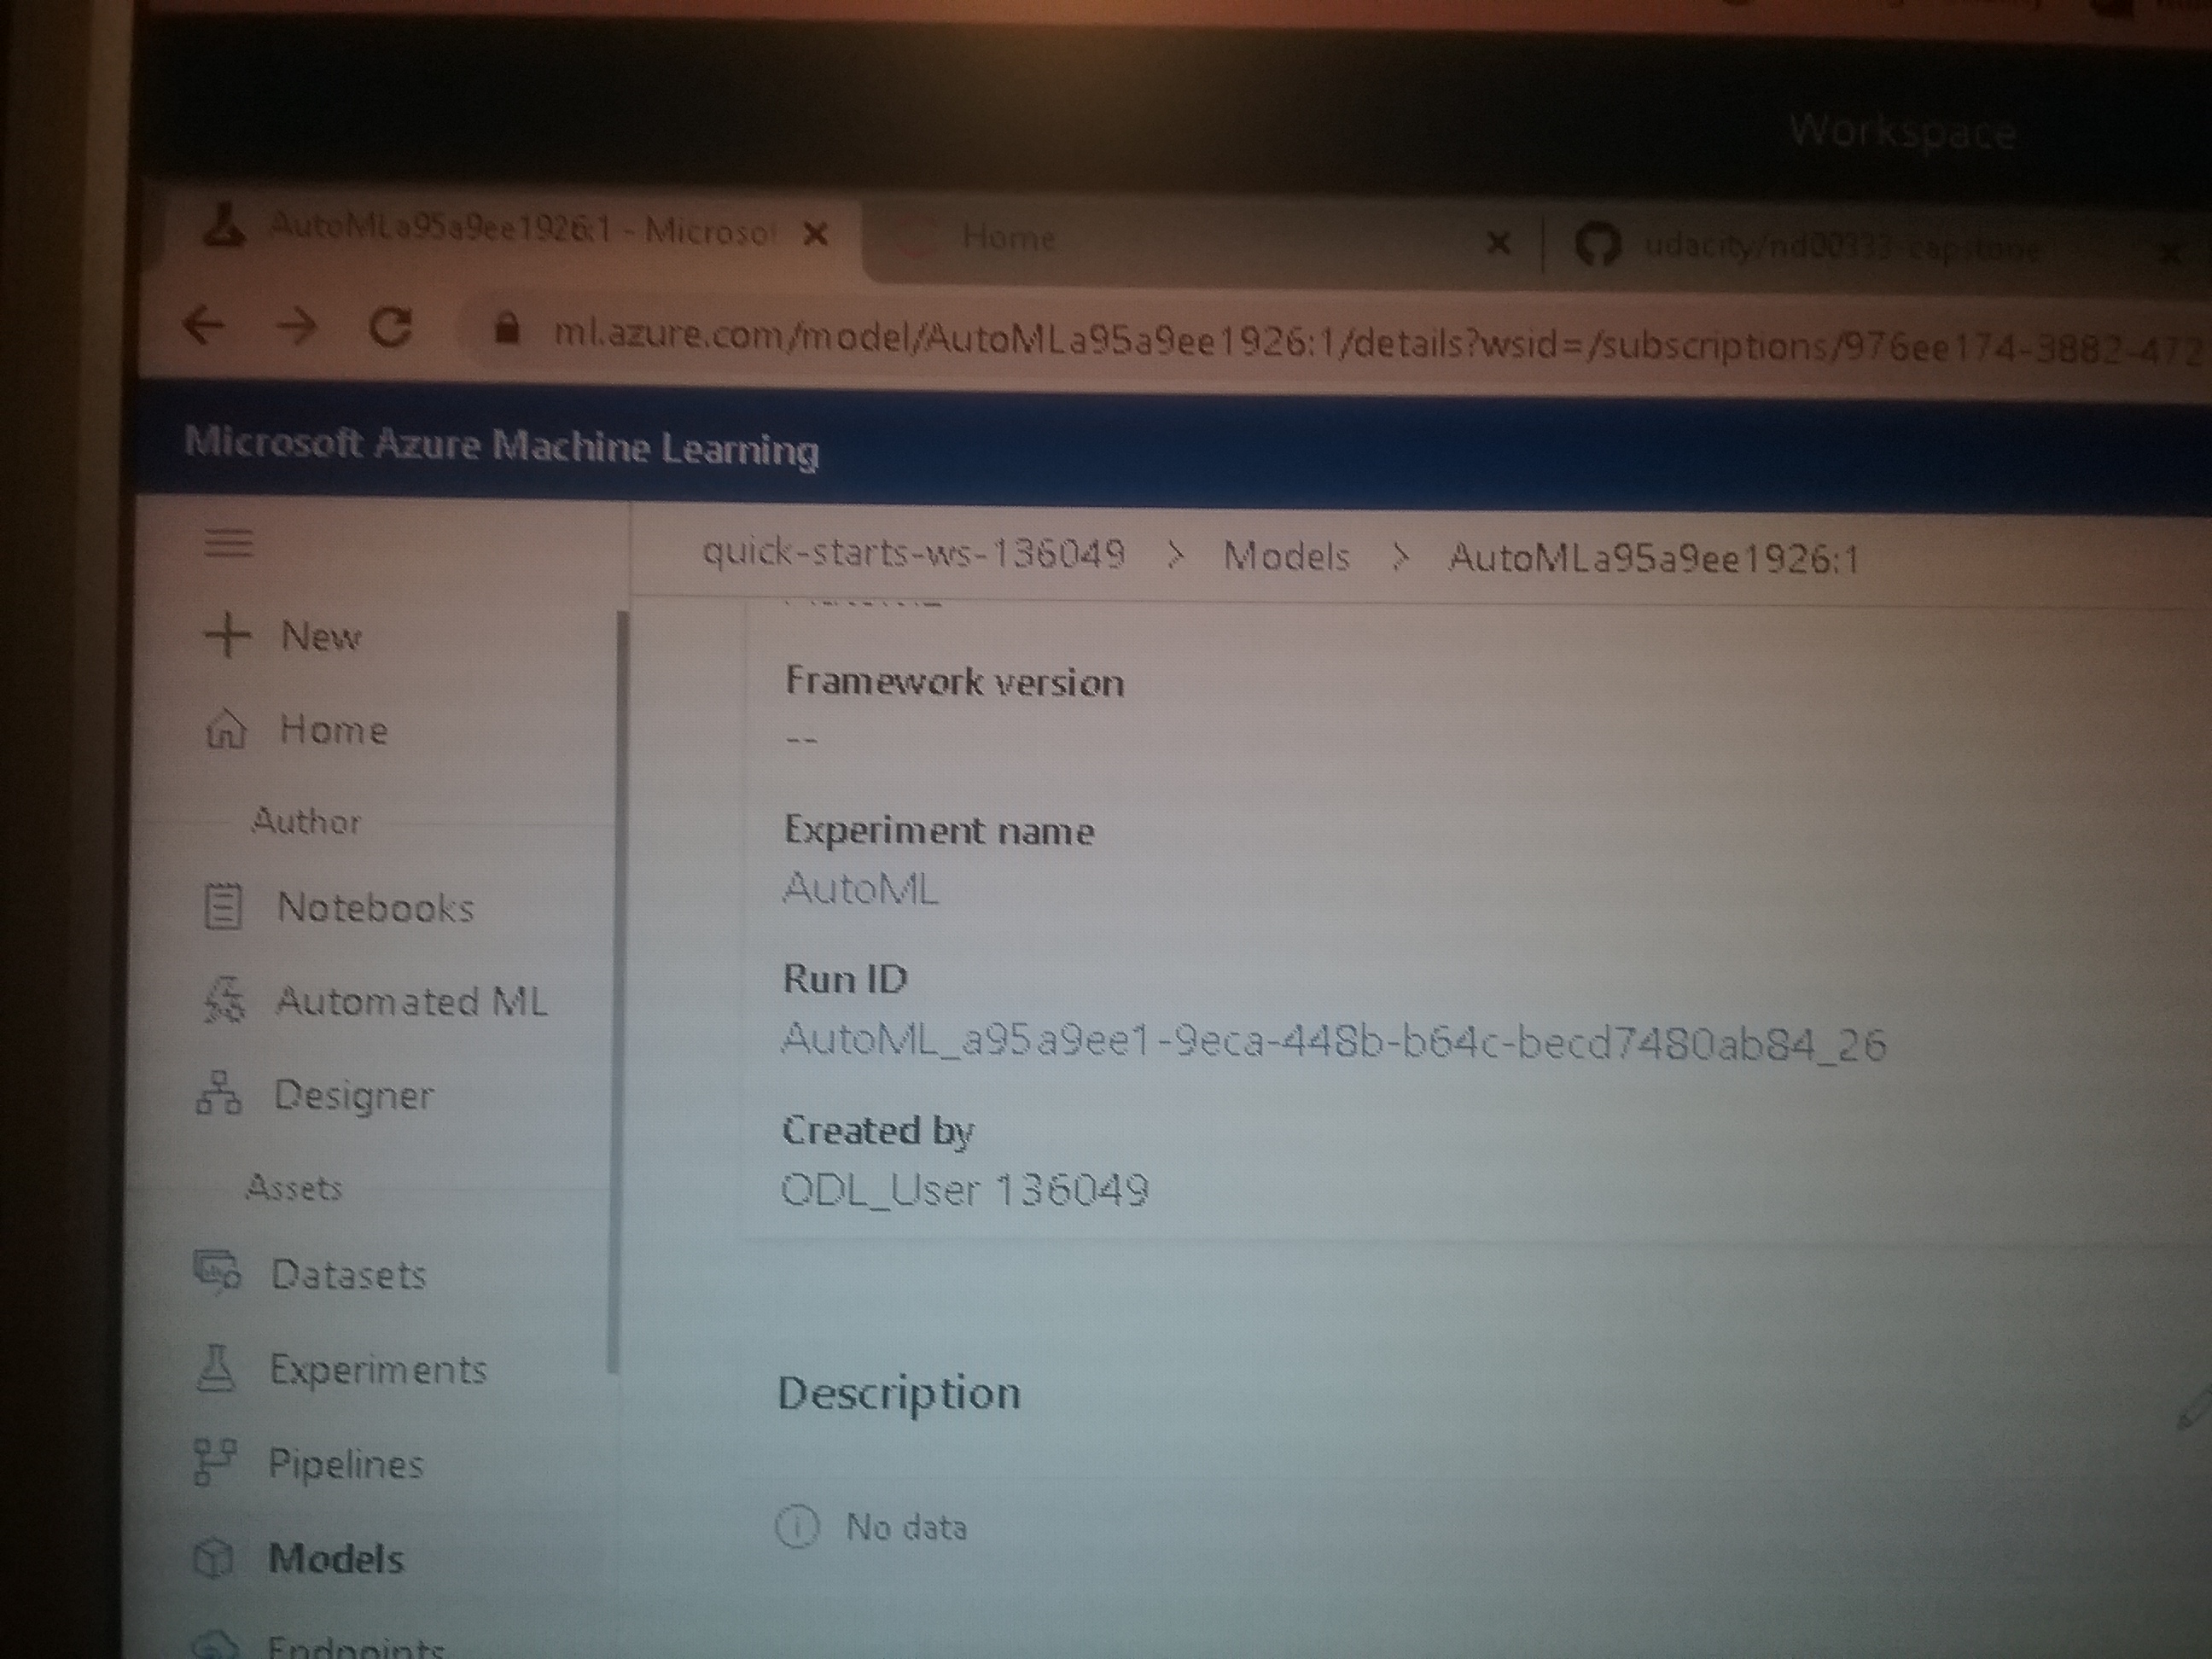 Workspace
AutoMLa95a9ee1926:1 - Microsof
Home
udacity/nd00333-capstone
ml.azure.com/model/AutoMLa95a9ee1926:1/details?wsid=/subscriptions/976ee174-3882-472
Microsoft Azure Machine Learning
quick-starts-ws-136049 > Models > AutoMLa95a9ee1926:1
New
Home
Author
Notebooks
Automated ML
Designer
Assets
Datasets
Experiments
Pipelines
Models
Endpoints
Framework version
--
Experiment name
AutoML
Run ID
AutoML_a95a9ee1-9eca-448b-b64c-becd7480ab84_26
Created by
ODL_User 136049
Description
No data